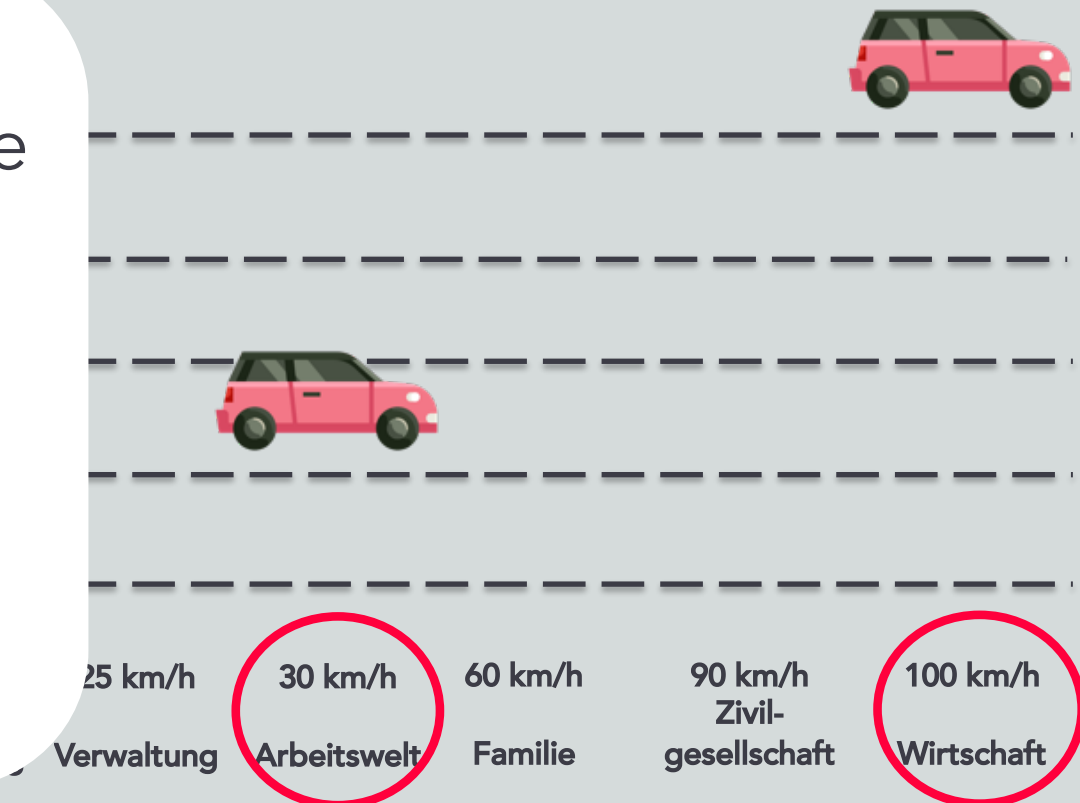 e
25 km/h
Verwaltung
30 km/h
Arbeitswelt
60 km/h
Familie
90 km/h
Zivil-
gesellschaft
100 km/h
Wirtschaft